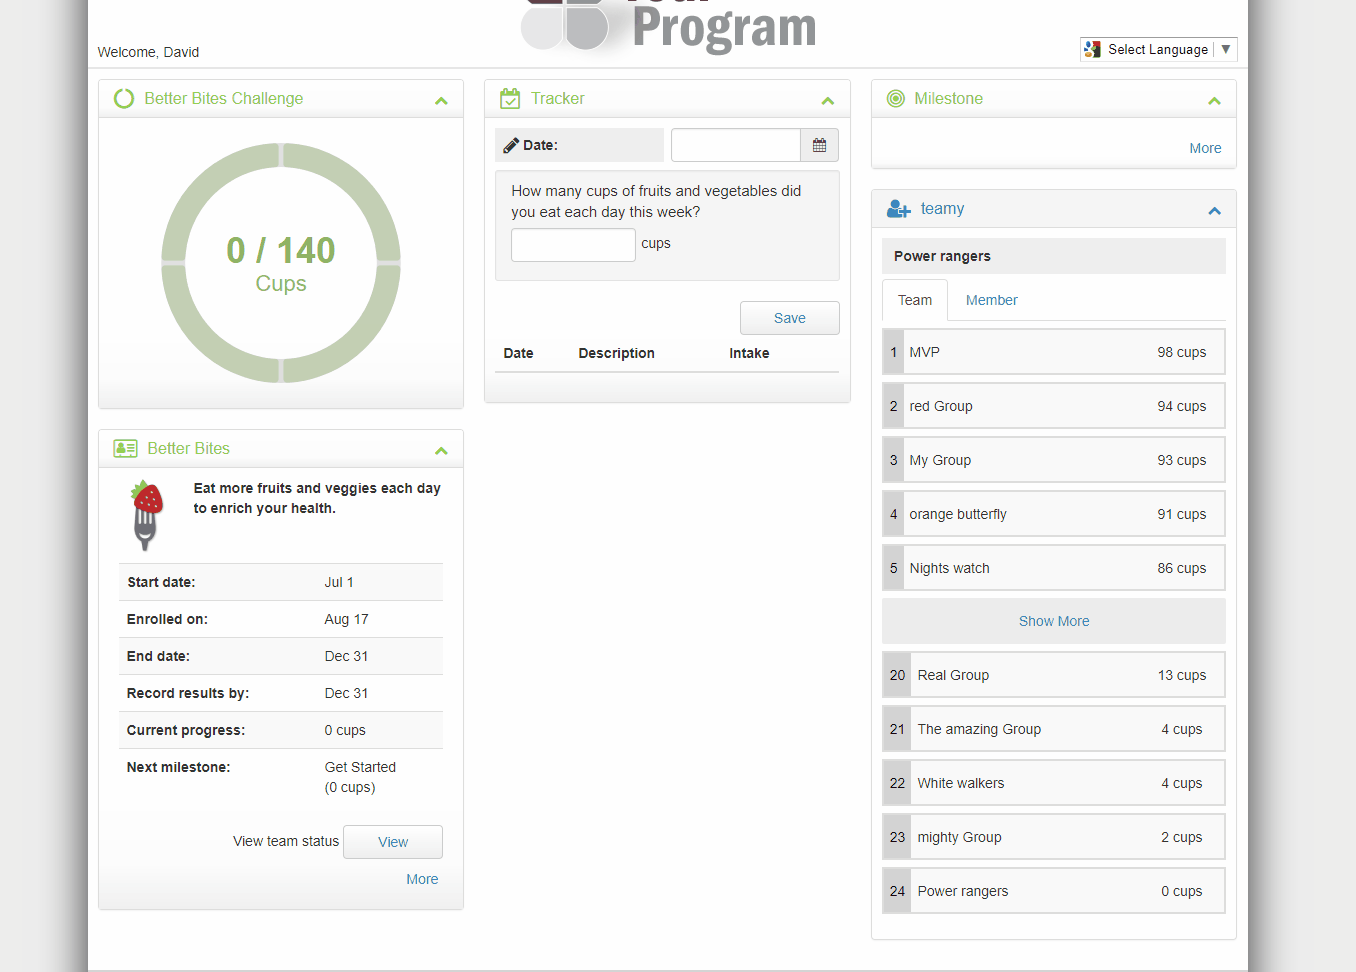 Program
Welcome, David
Select Language
Better Bites Challenge
0 / 140
Cups
Better Bites
Eat more fruits and veggies each day
to enrich your health.
Start date: Jul 1
Enrolled on: Aug 17
End date: Dec 31
Record results by: Dec 31
Current progress: 0 cups
Next milestone: Get Started
(0 cups)
View team status View
More
Tracker
Date:
How many cups of fruits and vegetables did
you eat each day this week?
cups
Save
Date Description Intake
Milestone
More
teamy
Power rangers
Team Member
1 MVP 98 cups
2 red Group 94 cups
3 My Group 93 cups
4 orange butterfly 91 cups
5 Nights watch 86 cups
Show More
20 Real Group 13 cups
21 The amazing Group 4 cups
22 White walkers 4 cups
23 mighty Group 2 cups
24 Power rangers 0 cups